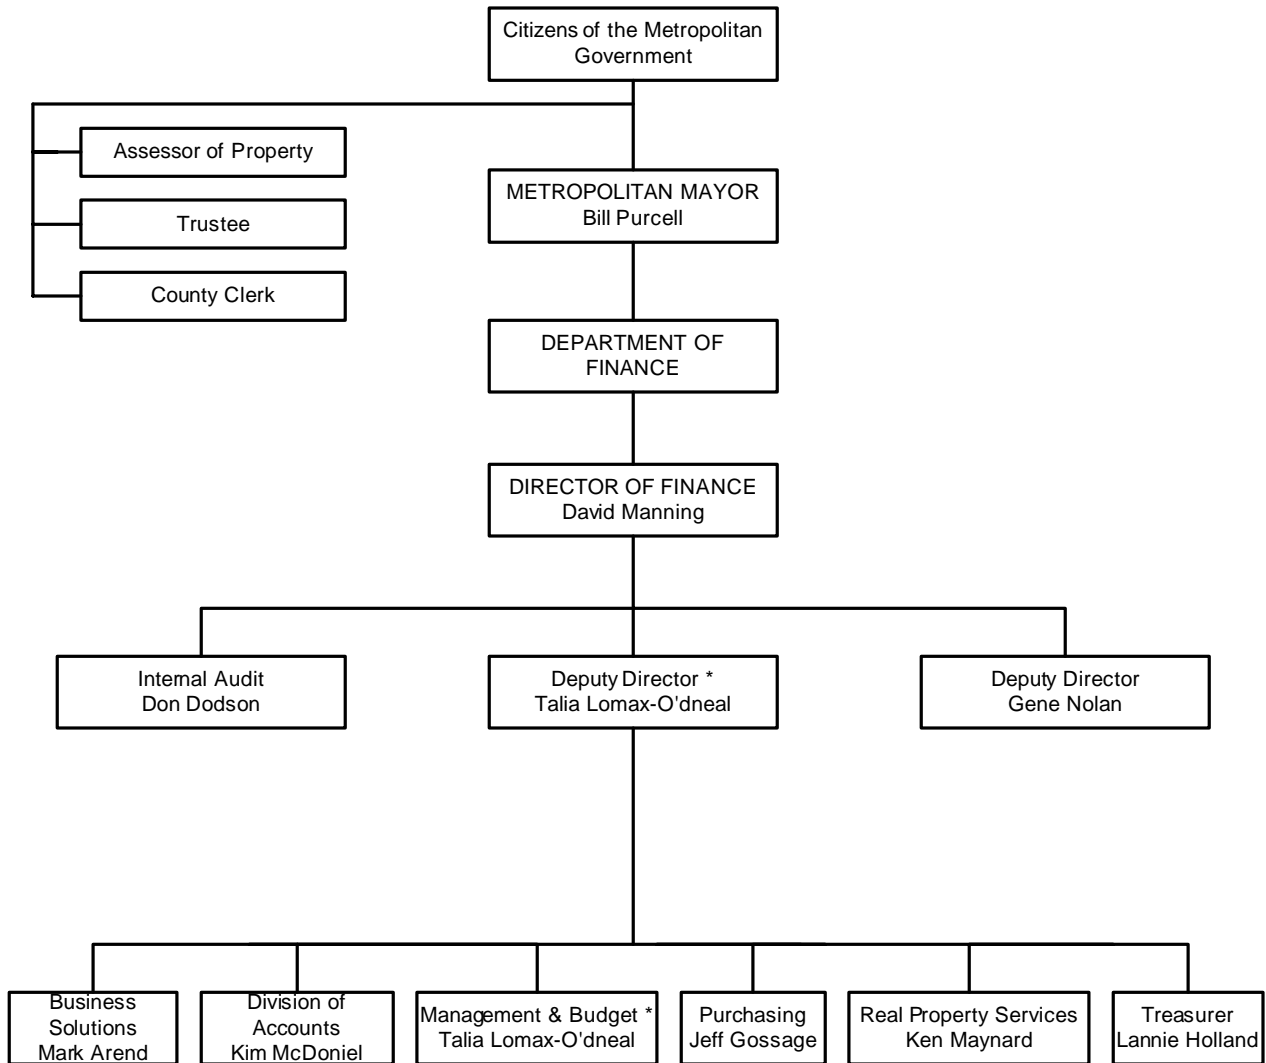 Citizens of the Metropolitan
Government
Assessor of Property
Trustee
County Clerk
METROPOLITAN MAYOR
Bill Purcell
DEPARTMENT OF
FINANCE
DIRECTOR OF FINANCE
David Manning
Internal Audit
Don Dodson
Deputy Director *
Talia Lomax-O'dneal
Deputy Director
Gene Nolan
Business
Solutions
Mark Arend
Division of
Accounts
Kim McDoniel
Management & Budget *
Talia Lomax-O'dneal
Purchasing
Jeff Gossage
Real Property Services
Ken Maynard
Treasurer
Lannie Holland